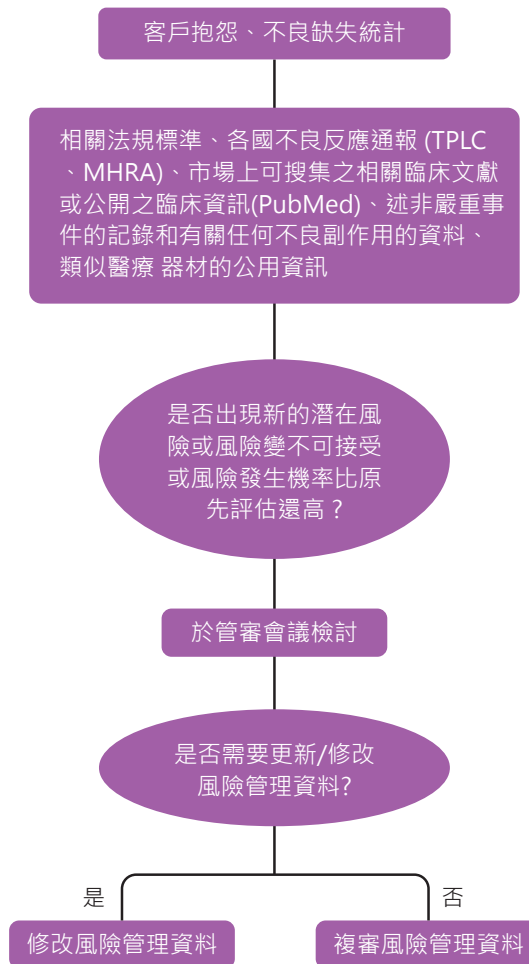 客戶抱怨、不良缺失統計
相關法規標準、各國不良反應通報 (TPLC
、MHRA)、市場上可搜集之相關臨床文獻
或公開之臨床資訊(PubMed)、述非嚴重事
件的記錄和有關任何不良副作用的資料、
類似醫療 器材的公用資訊
是否出現新的潛在風
險或風險變不可接受
或風險發生機率比原
先評估還高？
於管審會議檢討
是否需要更新/修改
風險管理資料?
是
否
修改風險管理資料
複審風險管理資料